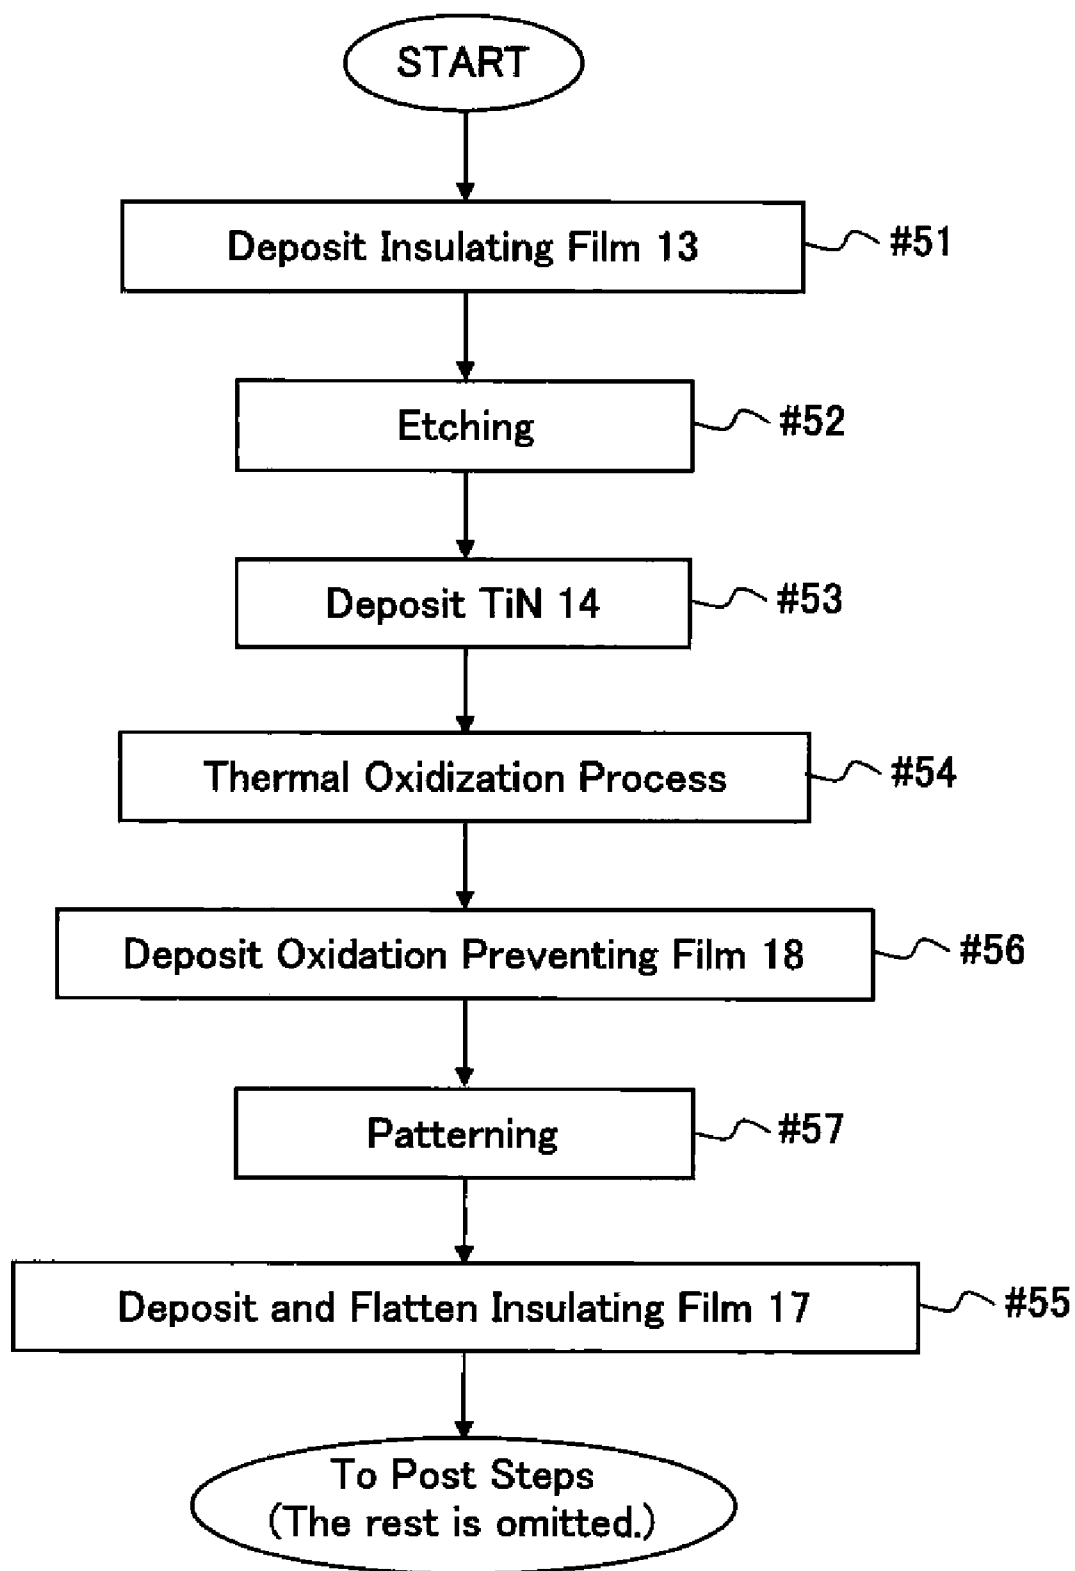 START
Deposit Insulating Film 13
#51
Etching
#52
Deposit TiN 14
#53
Thermal Oxidization Process
#54
Deposit Oxidation Preventing Film 18
#56
Patterning
#57
Deposit and Flatten Insulating Film 17
#55
To Post Steps
(The rest is omitted.)